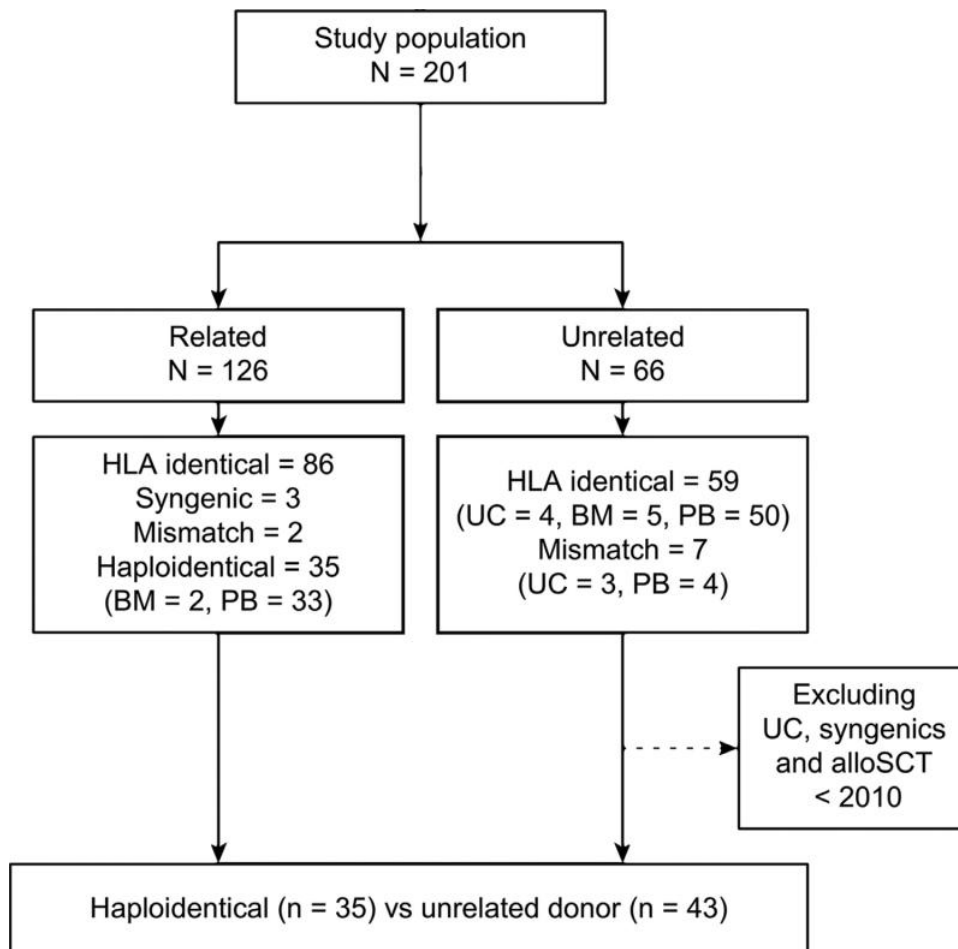 Study population
N = 201
Related
N = 126
Unrelated
N = 66
HLA identical = 86
Syngenic = 3
Mismatch = 2
Haploidentical = 35
(BM = 2, PB = 33)
HLA identical = 59
(UC = 4, BM = 5, PB = 50)
Mismatch = 7
(UC = 3, PB = 4)
Excluding
UC, syngenics
and alloSCT
< 2010
Haploidentical (n = 35) vs unrelated donor (n = 43)